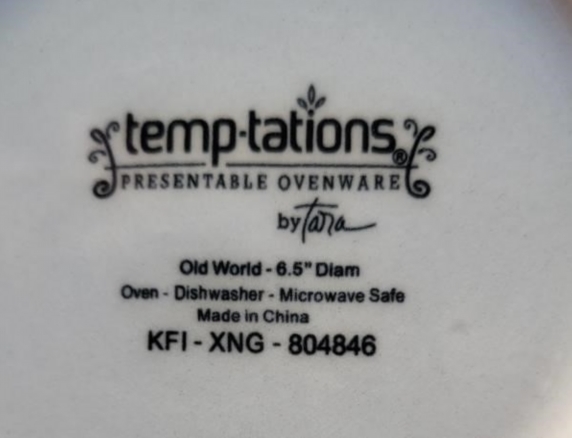 temp-tations®
PRESENTABLE OVENWARE
by Tara
Old World - 6.5" Diam
Oven - Dishwasher - Microwave Safe
Made in China
KFI - XNG - 804846